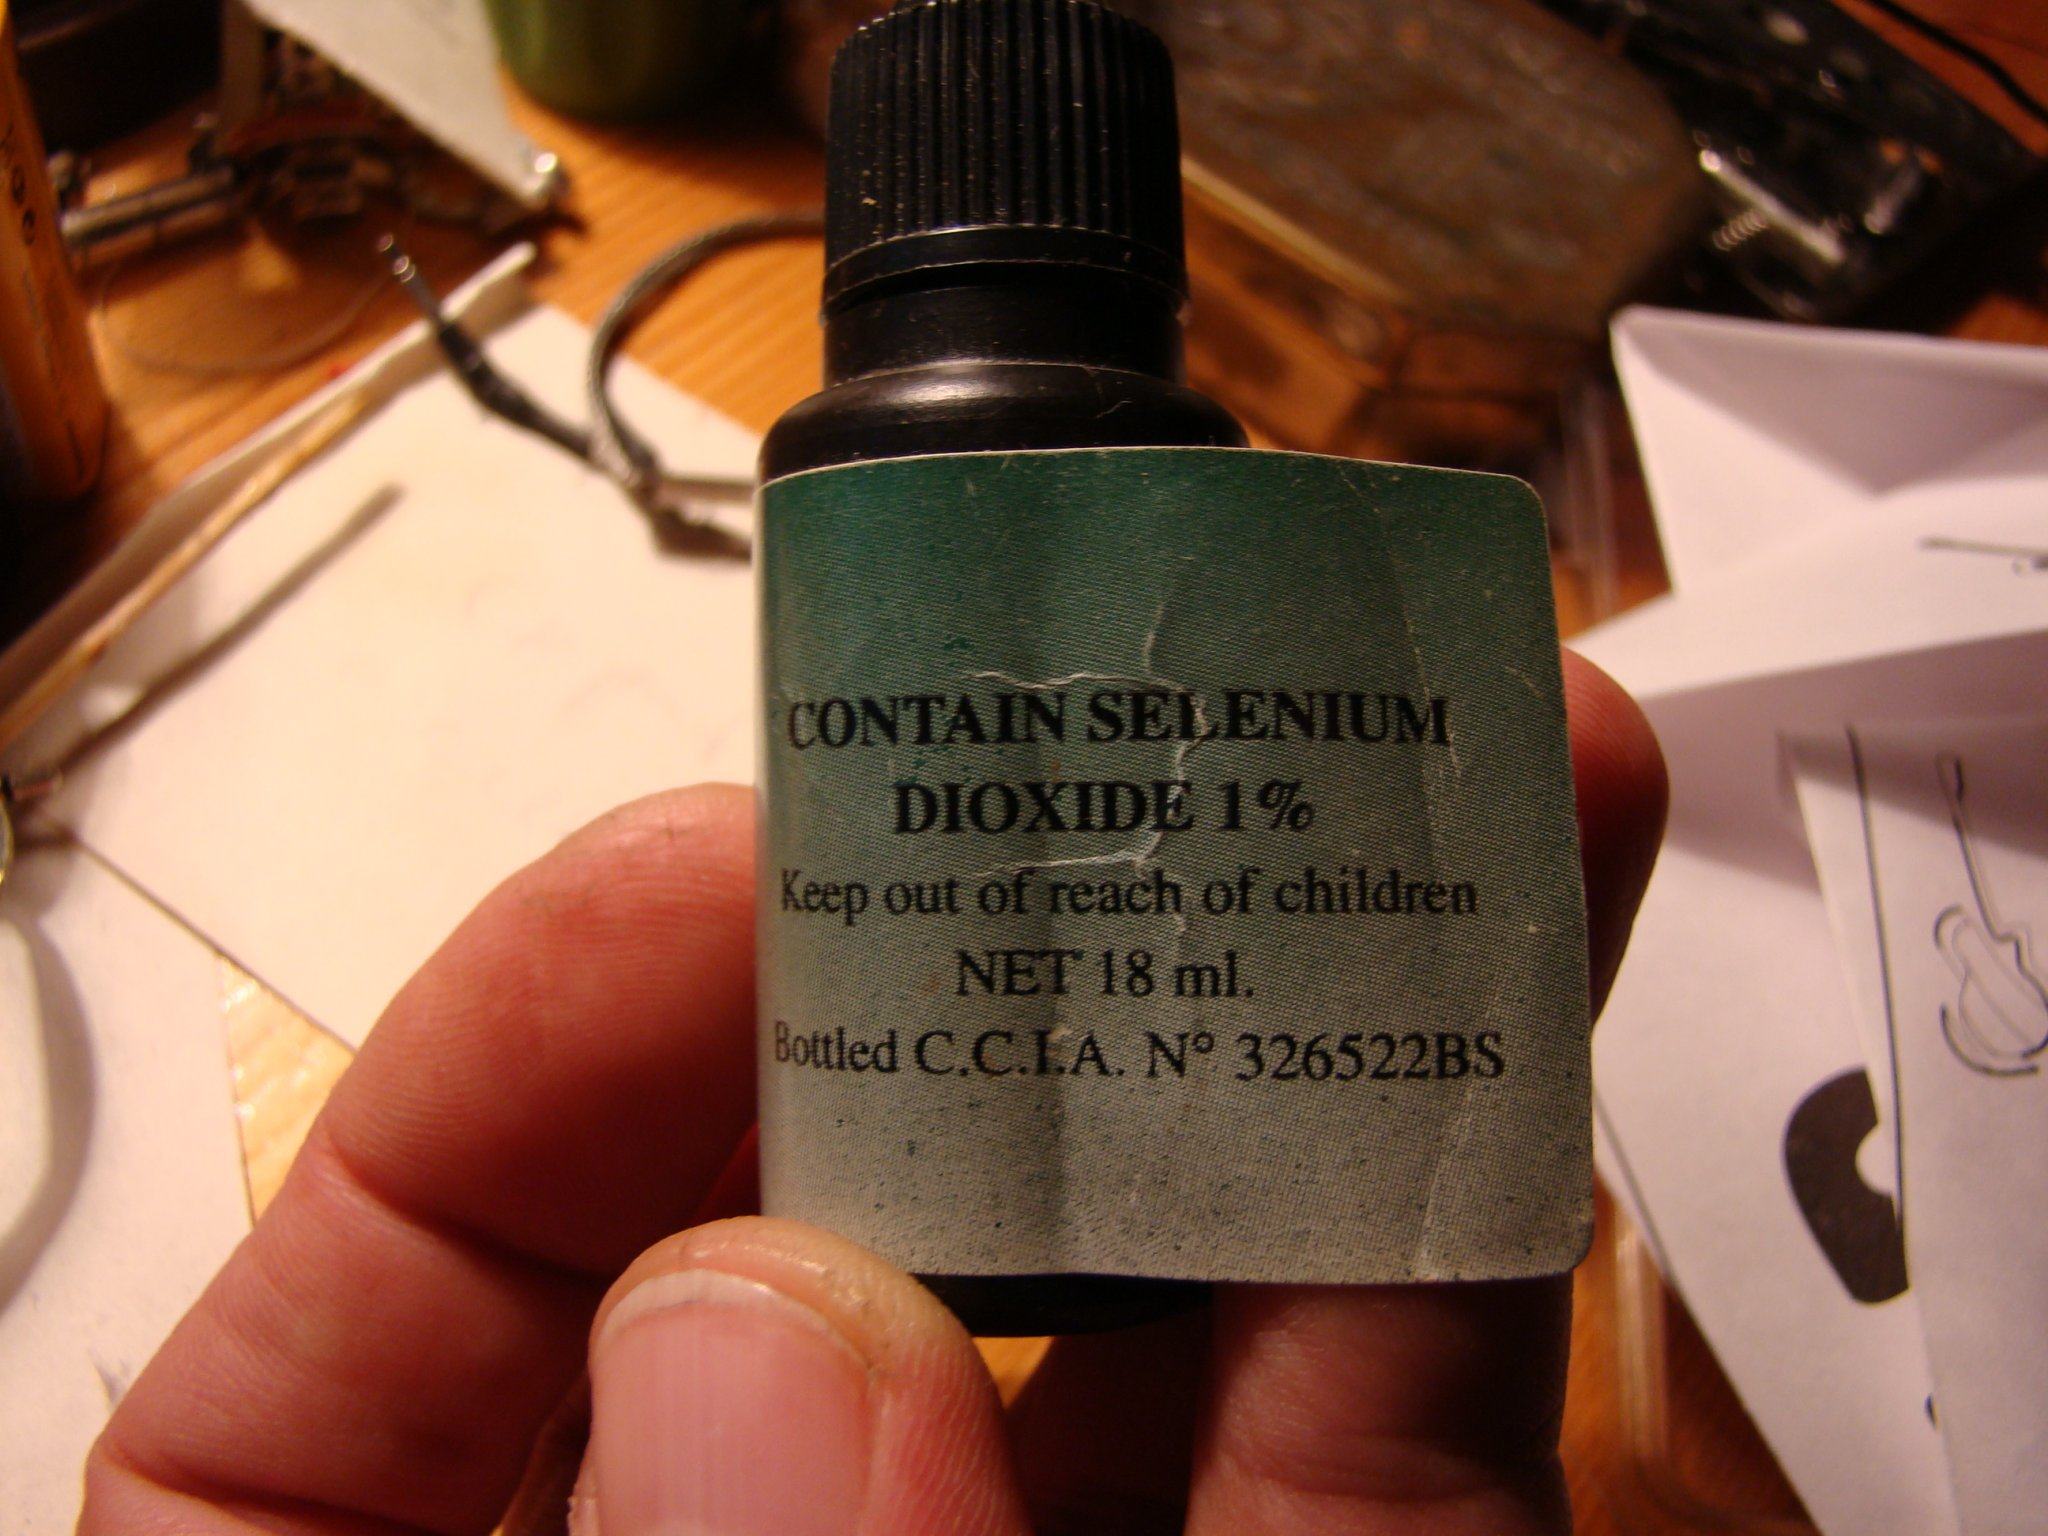 CONTAIN SELENIUM
DIOXIDE 1%
Keep out of reach of children
NET 18 ml.
Bottled C.C.I.A. N° 326522BS